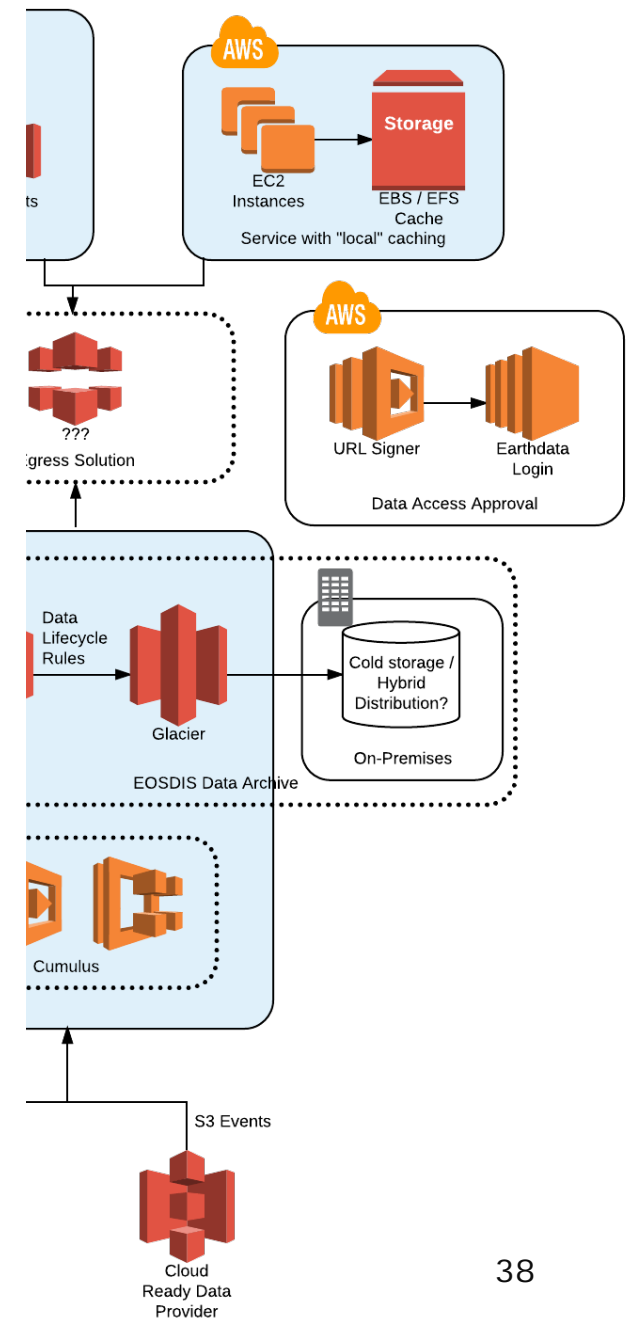 AWS
Storage
EC2
Instances
EBS / EFS
Cache
Service with "local" caching
ts
AWS
???
gress Solution
URL Signer
Earthdata
Login
Data Access Approval
Data
Lifecycle
Rules
Glacier
Cold storage /
Hybrid
Distribution?
On-Premises
EOSDIS Data Archive
Cumulus
S3 Events
Cloud
Ready Data
Provider
38